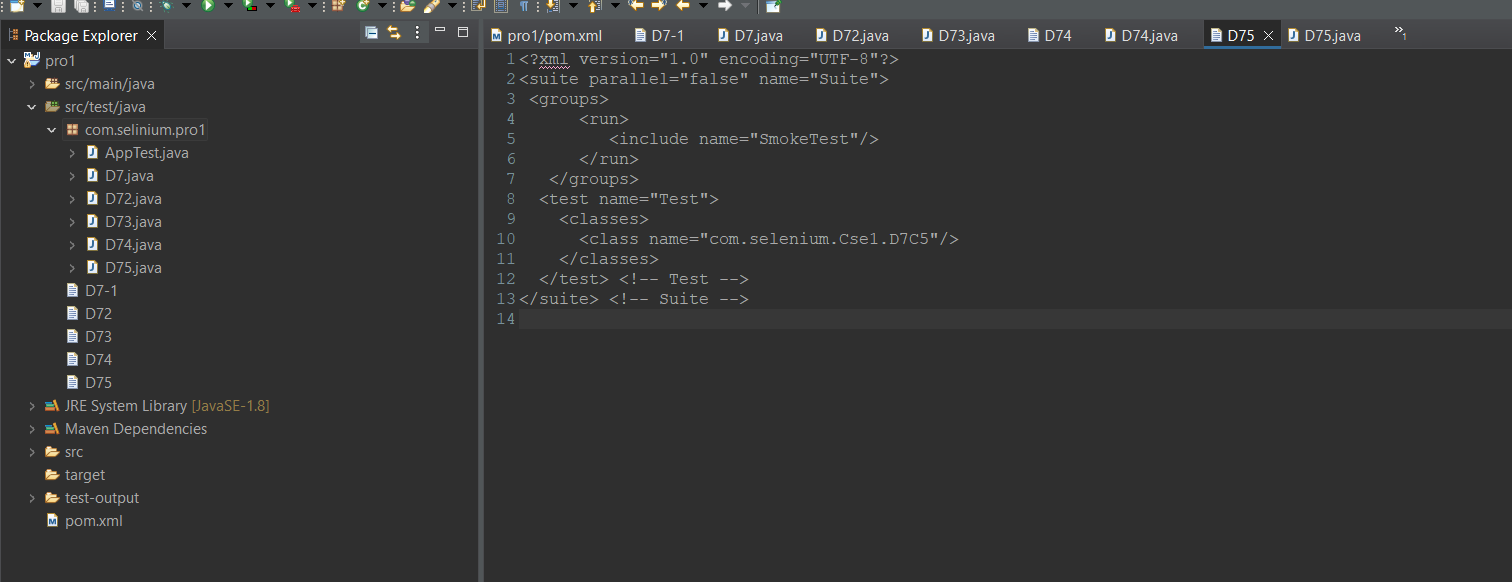 Package Explorer
pro1
src/main/java
src/test/java
com.selinium.pro1
AppTest.java
D7.java
D72.java
D73.java
D74.java
D75.java
D7-1
D72
D73
D74
D75
JRE System Library [JavaSE-1.8]
Maven Dependencies
src
target
test-output
pom.xml
pro1/pom.xml D7-1 D7.java D72.java D73.java D74 D74.java D75 D75.java »1
1 <?xml version="1.0" encoding="UTF-8"?>
2 <suite parallel="false" name="Suite">
3 <groups>
4 <run>
5 <include name="SmokeTest"/>
6 </run>
7 </groups>
8 <test name="Test">
9 <classes>
10 <class name="com.selenium.Cse1.D7C5"/>
11 </classes>
12 </test> <!-- Test -->
13 </suite> <!-- Suite -->
14